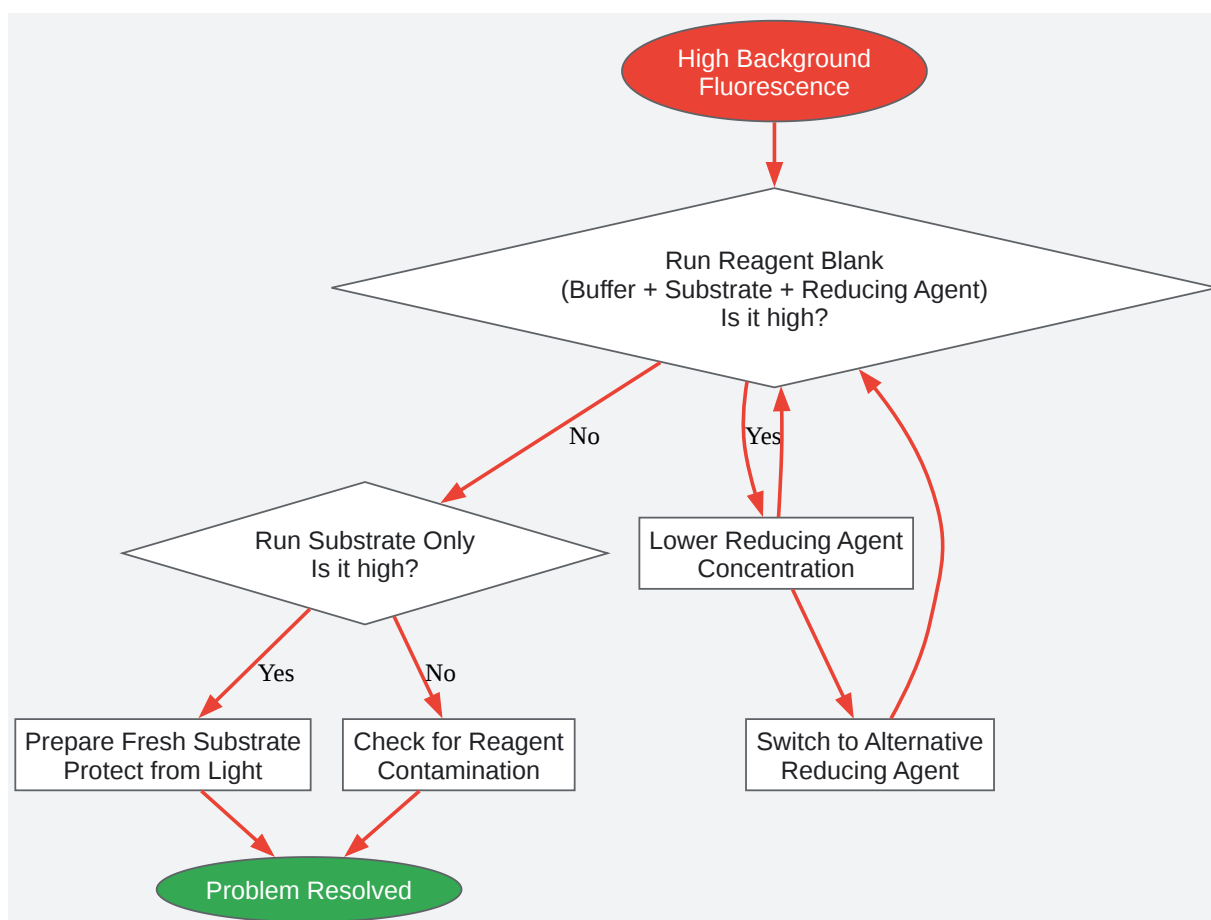 High Background
Fluorescence
Run Reagent Blank
(Buffer + Substrate + Reducing Agent)
Is it high?
No
Yes
Run Substrate Only
Is it high?
Lower Reducing Agent
Concentration
Yes
No
Prepare Fresh Substrate
Protect from Light
Check for Reagent
Contamination
Switch to Alternative
Reducing Agent
Problem Resolved